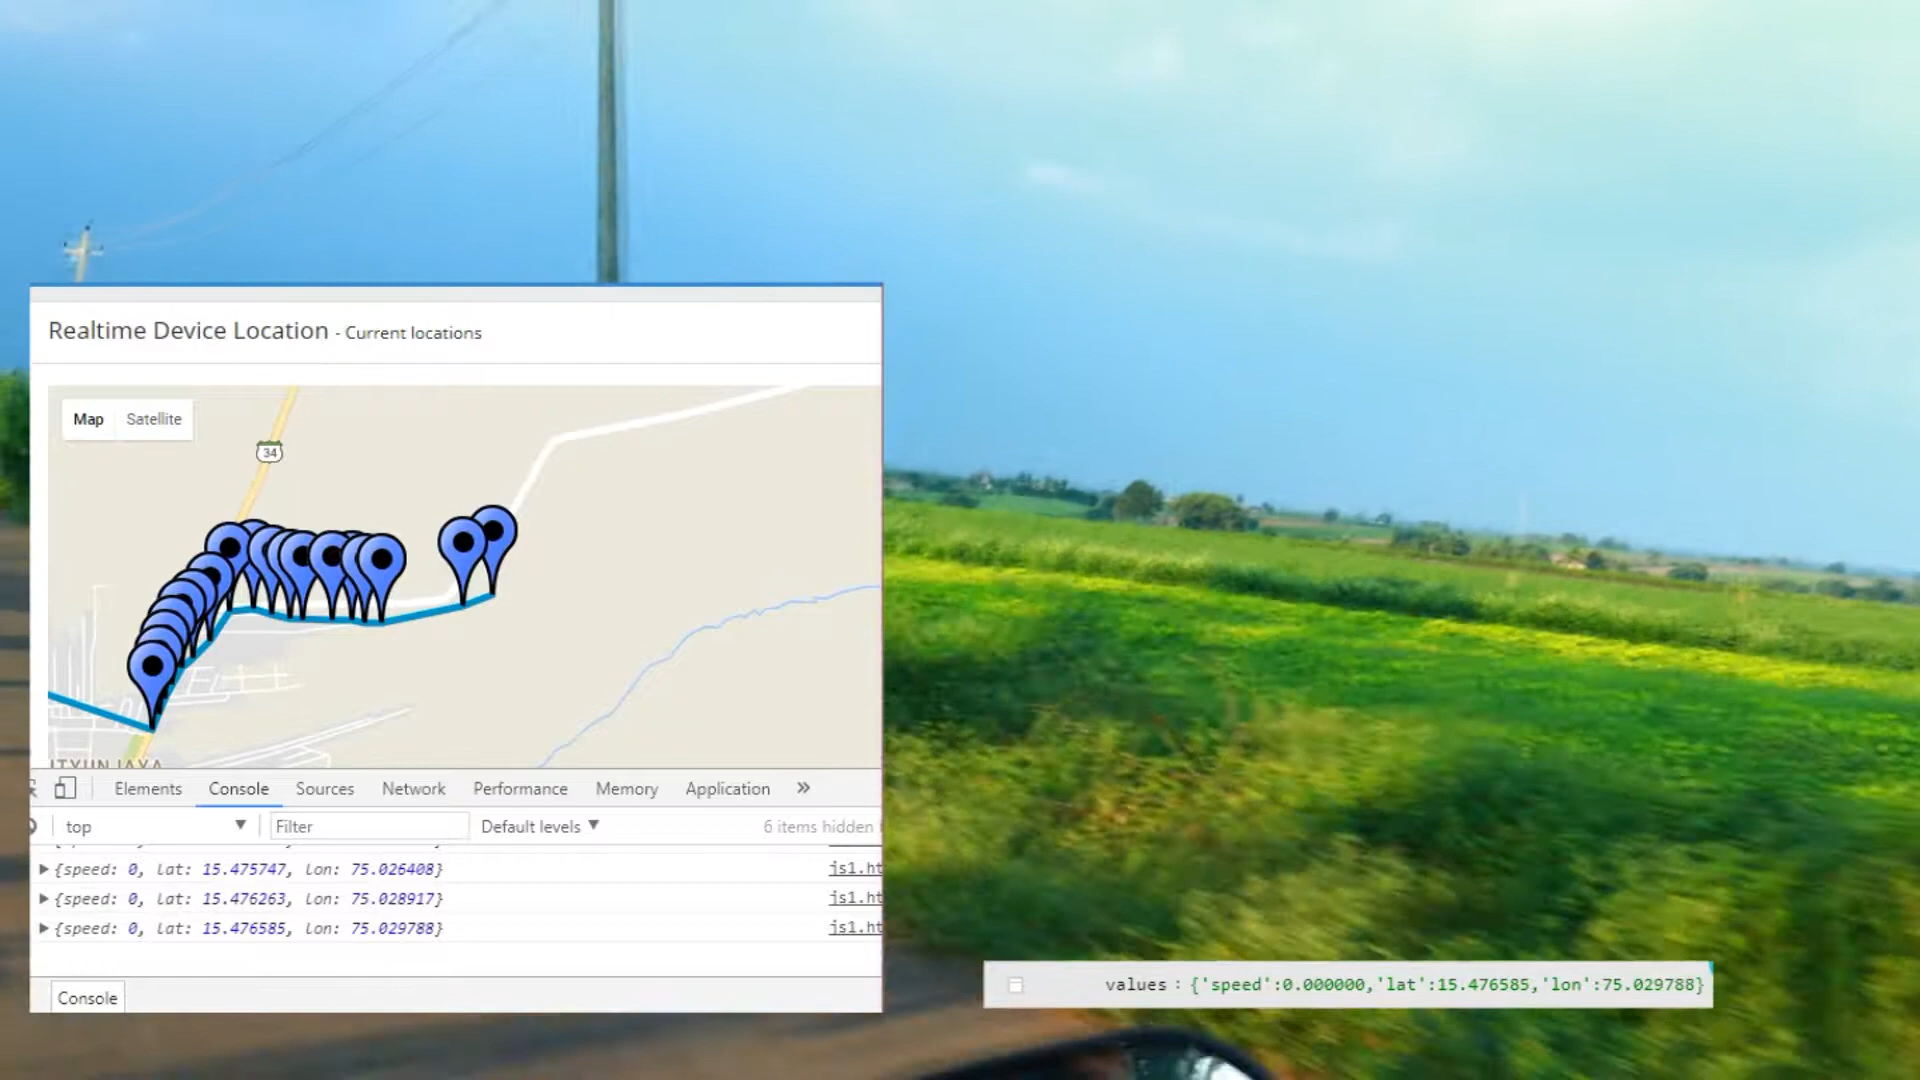 Realtime Device Location - Current locations
Map Satellite
34
Elements Console Sources Network Performance Memory Application »
top Filter Default levels 6 items hidden
{speed: 0, lat: 15.475747, lon: 75.026408} js1.ht
{speed: 0, lat: 15.476263, lon: 75.028917} js1.ht
{speed: 0, lat: 15.476585, lon: 75.029788} js1.ht
Console
values : {'speed':0.000000,'lat':15.476585,'lon':75.029788}